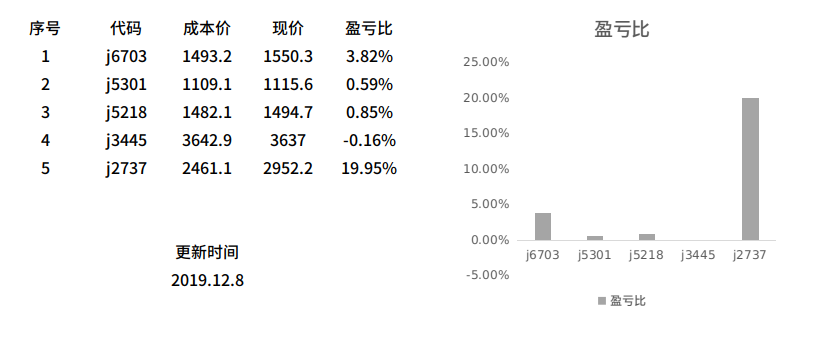 序号 代码 成本价 现价 盈亏比
1 j6703 1493.2 1550.3 3.82%
2 j5301 1109.1 1115.6 0.59%
3 j5218 1482.1 1494.7 0.85%
4 j3445 3642.9 3637 -0.16%
5 j2737 2461.1 2952.2 19.95%
更新时间
2019.12.8
盈亏比
25.00%
20.00%
15.00%
10.00%
5.00%
0.00%
j6703 j5301 j5218 j3445 j2737
-5.00%
盈亏比